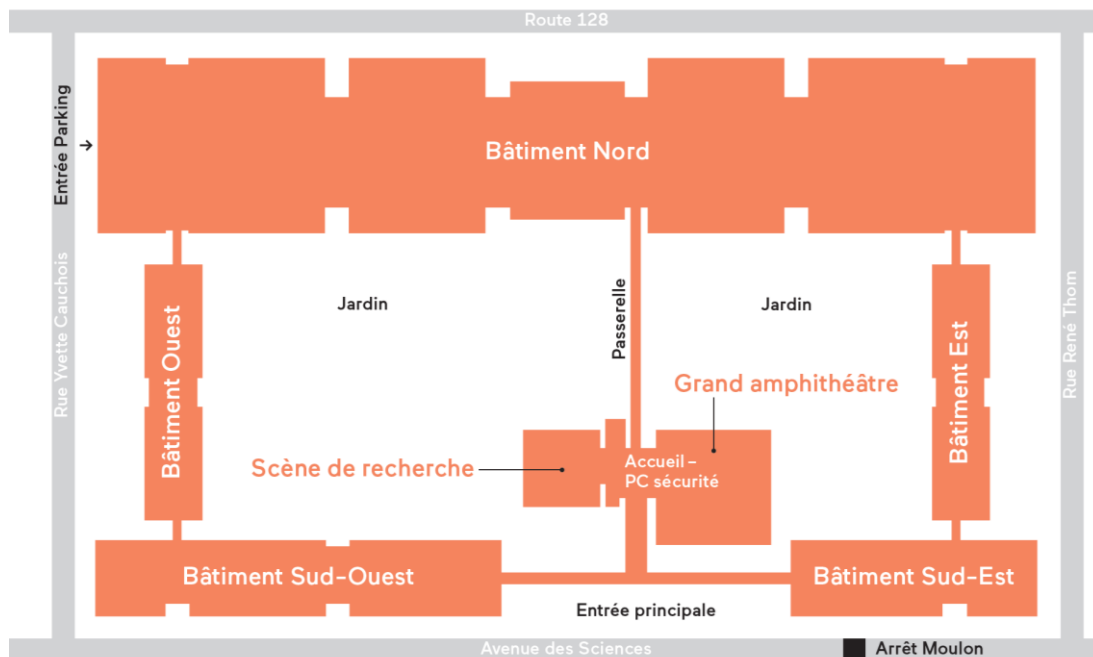 Route 128
Entrée Parking
Bâtiment Nord
Rue Yvette Cauchois
Bâtiment Ouest
Jardin
Passerelle
Jardin
Bâtiment Est
Rue René Thom
Grand amphithéâtre
Scène de recherche
Accueil –
PC sécurité
Bâtiment Sud-Ouest
Bâtiment Sud-Est
Entrée principale
Avenue des Sciences
Arrêt Moulon